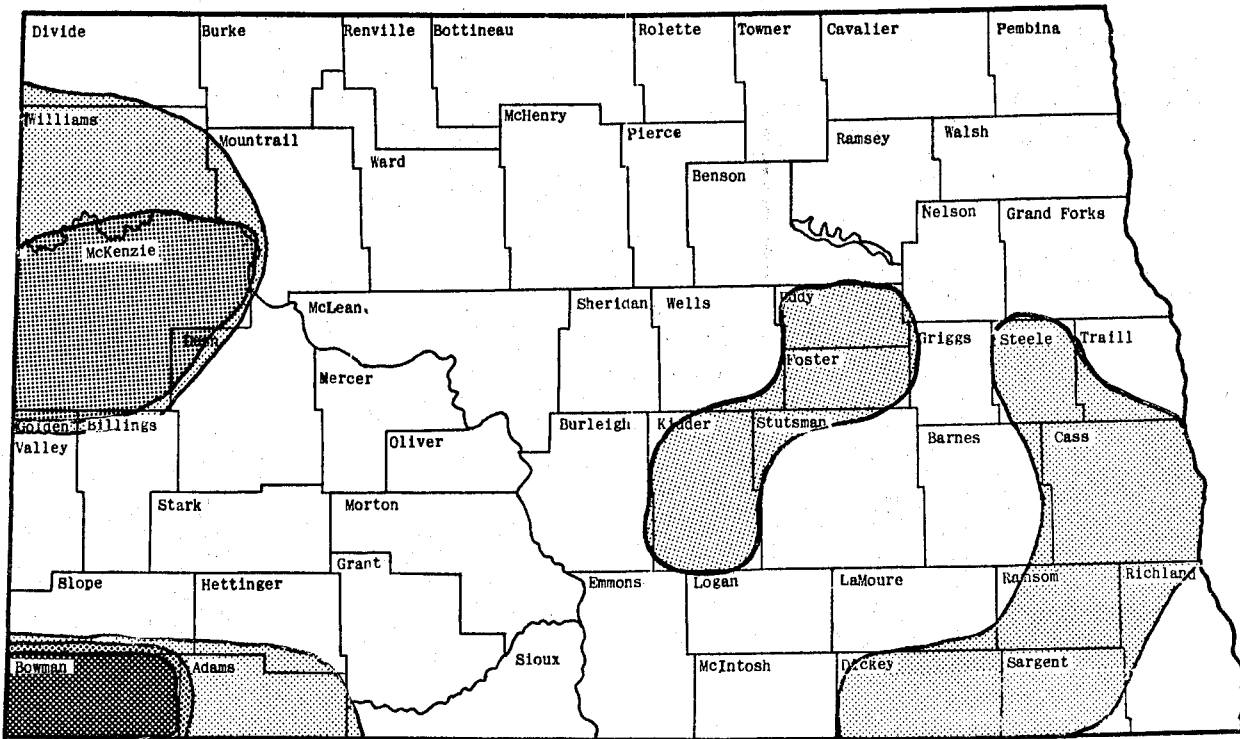 Divide
Burke
Renville
Bottineau
Rolette
Towner
Cavalier
Pembina
Williams
Mountrail
Ward
McHenry
Pierce
Benson
Ramsey
Walsh
Nelson
Grand Forks
McKenzie
McLean.
Sheridan
Wells
Eddy
Foster
Griggs
Steele
Traill
Dunn
Mercer
Oliver
Golden
Valley
Billings
Burleigh
Kidder
Stutsman
Barnes
Cass
Stark
Morton
Grant
Slope
Hettinger
Emmons
Logan
LaMoure
Ransom
Richland
Bowman
Adams
Sioux
McIntosh
Dickey
Sargent